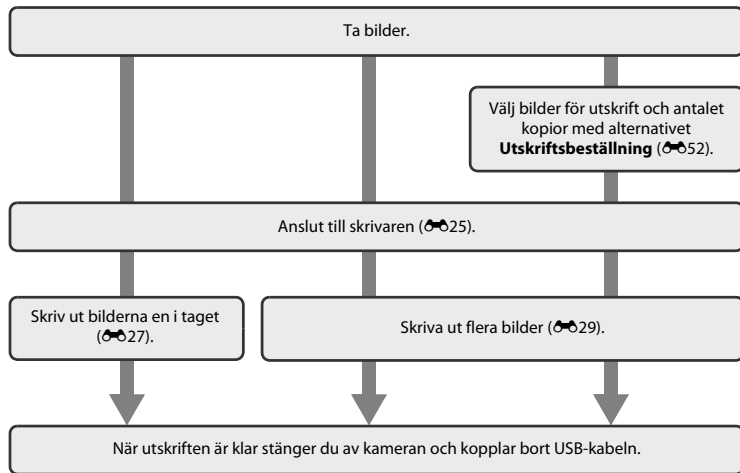 Ta bilder.
Välj bilder för utskrift och antalet
kopior med alternativet
Utskriftsbeställning (52).
Anslut till skrivaren (25).
Skriv ut bilderna en i taget
(27).
Skriva ut flera bilder (29).
När utskriften är klar stänger du av kameran och kopplar bort USB-kabeln.